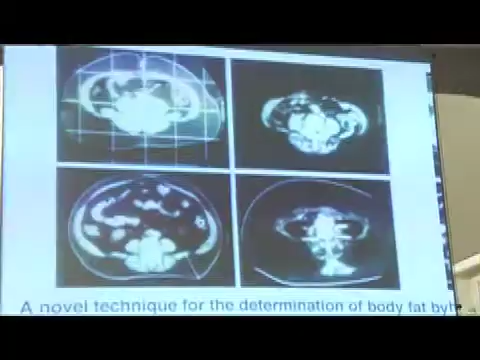 A novel technique for the determination of body fat by